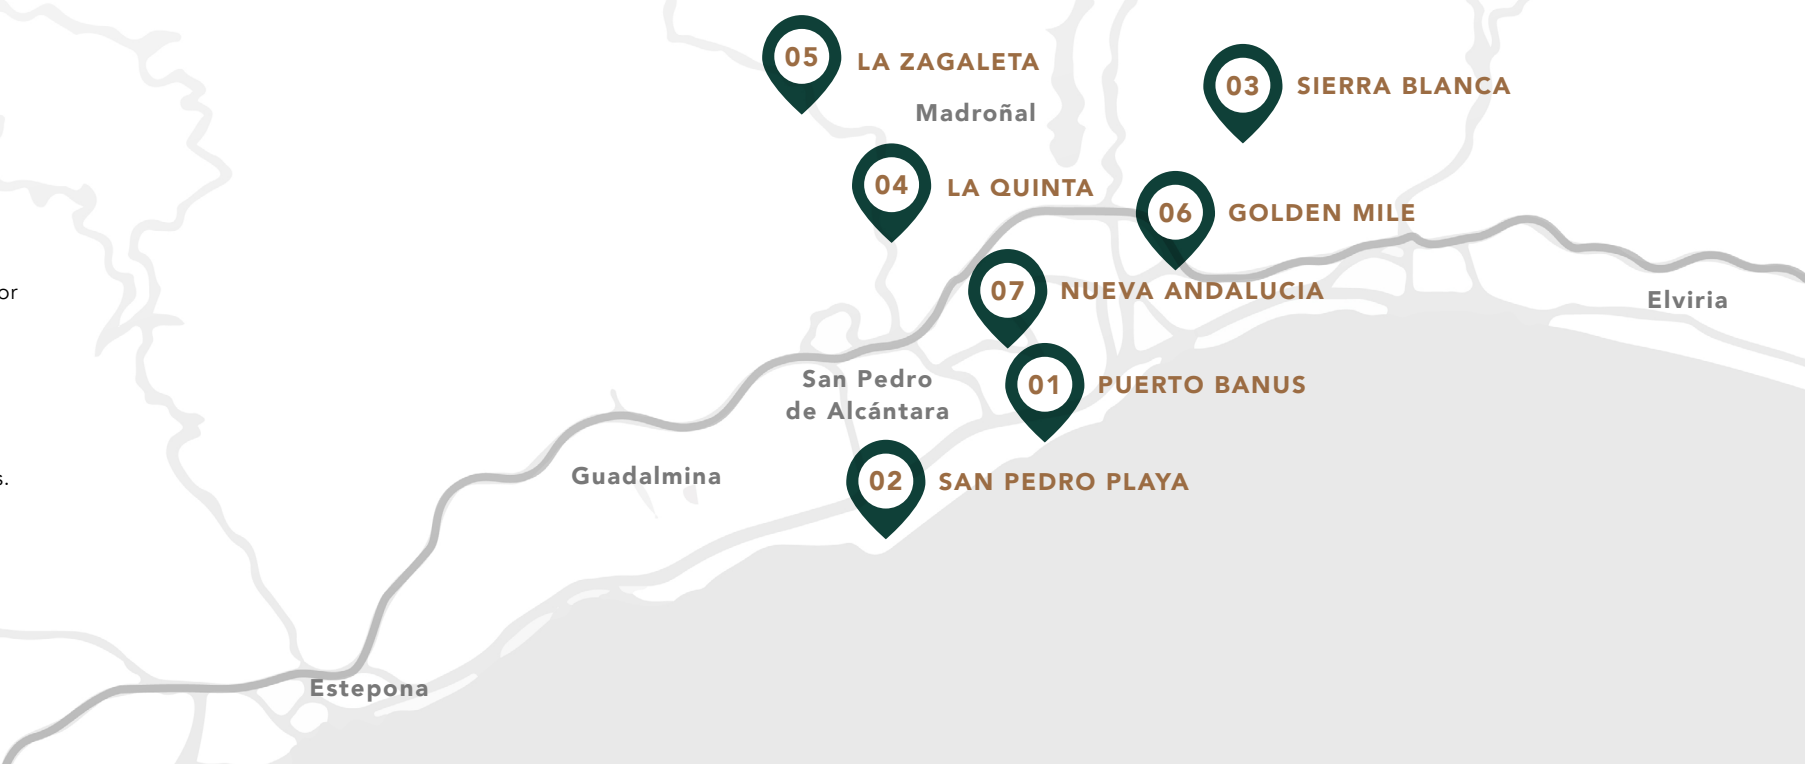 05 LA ZAGALETA
03 SIERRA BLANCA
Madroñal
04 LA QUINTA
06 GOLDEN MILE
07 NUEVA ANDALUCIA
or
Elviria
San Pedro
de Alcántara
01 PUERTO BANUS
Guadalmina
02 SAN PEDRO PLAYA
s.
Estepona